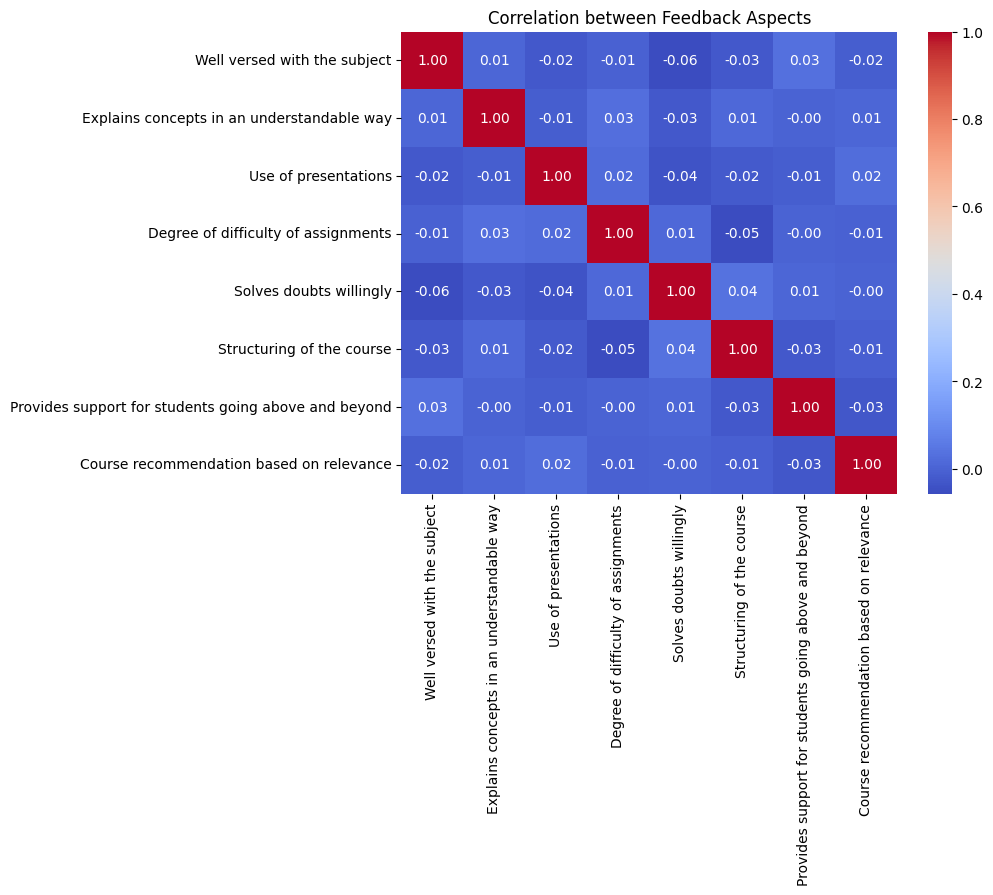 Correlation between Feedback Aspects
Well versed with the subject 1.00 0.01 -0.02 -0.01 -0.06 -0.03 0.03 -0.02
Explains concepts in an understandable way 0.01 1.00 -0.01 0.03 -0.03 0.01 -0.00 0.01
Use of presentations -0.02 -0.01 1.00 0.02 -0.04 -0.02 -0.01 0.02
Degree of difficulty of assignments -0.01 0.03 0.02 1.00 0.01 -0.05 -0.00 -0.01
Solves doubts willingly -0.06 -0.03 -0.04 0.01 1.00 0.04 0.01 -0.00
Structuring of the course -0.03 0.01 -0.02 -0.05 0.04 1.00 -0.03 -0.01
Provides support for students going above and beyond 0.03 -0.00 -0.01 -0.00 0.01 -0.03 1.00 -0.03
Course recommendation based on relevance -0.02 0.01 0.02 -0.01 -0.00 -0.01 -0.03 1.00
Well versed with the subject
Explains concepts in an understandable way
Use of presentations
Degree of difficulty of assignments
Solves doubts willingly
Structuring of the course
Provides support for students going above and beyond
Course recommendation based on relevance
1.0
0.8
0.6
0.4
0.2
0.0